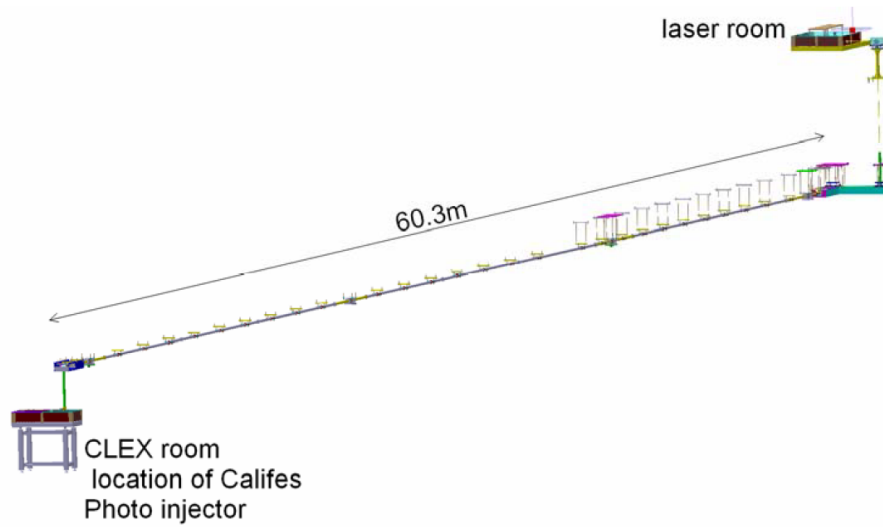 laser room
60.3m
CLEX room
location of Califes
Photo injector